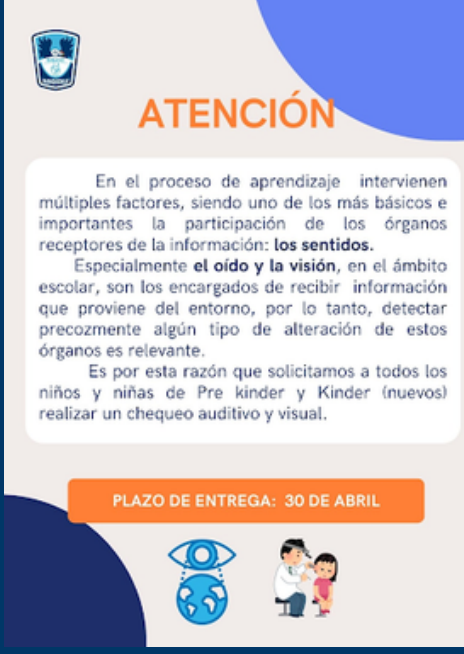 ATENCIÓN
En el proceso de aprendizaje intervienen
múltiples factores, siendo uno de los más básicos e
importantes la participación de los órganos
receptores de la información: los sentidos.
Especialmente el oído y la visión, en el ámbito
escolar, son los encargados de recibir información
que proviene del entorno, por lo tanto, detectar
precozmente algún tipo de alteración de estos
órganos es relevante.
Es por esta razón que solicitamos a todos los
niños y niñas de Pre kinder y Kinder (nuevos)
realizar un chequeo auditivo y visual.
PLAZO DE ENTREGA: 30 DE ABRIL